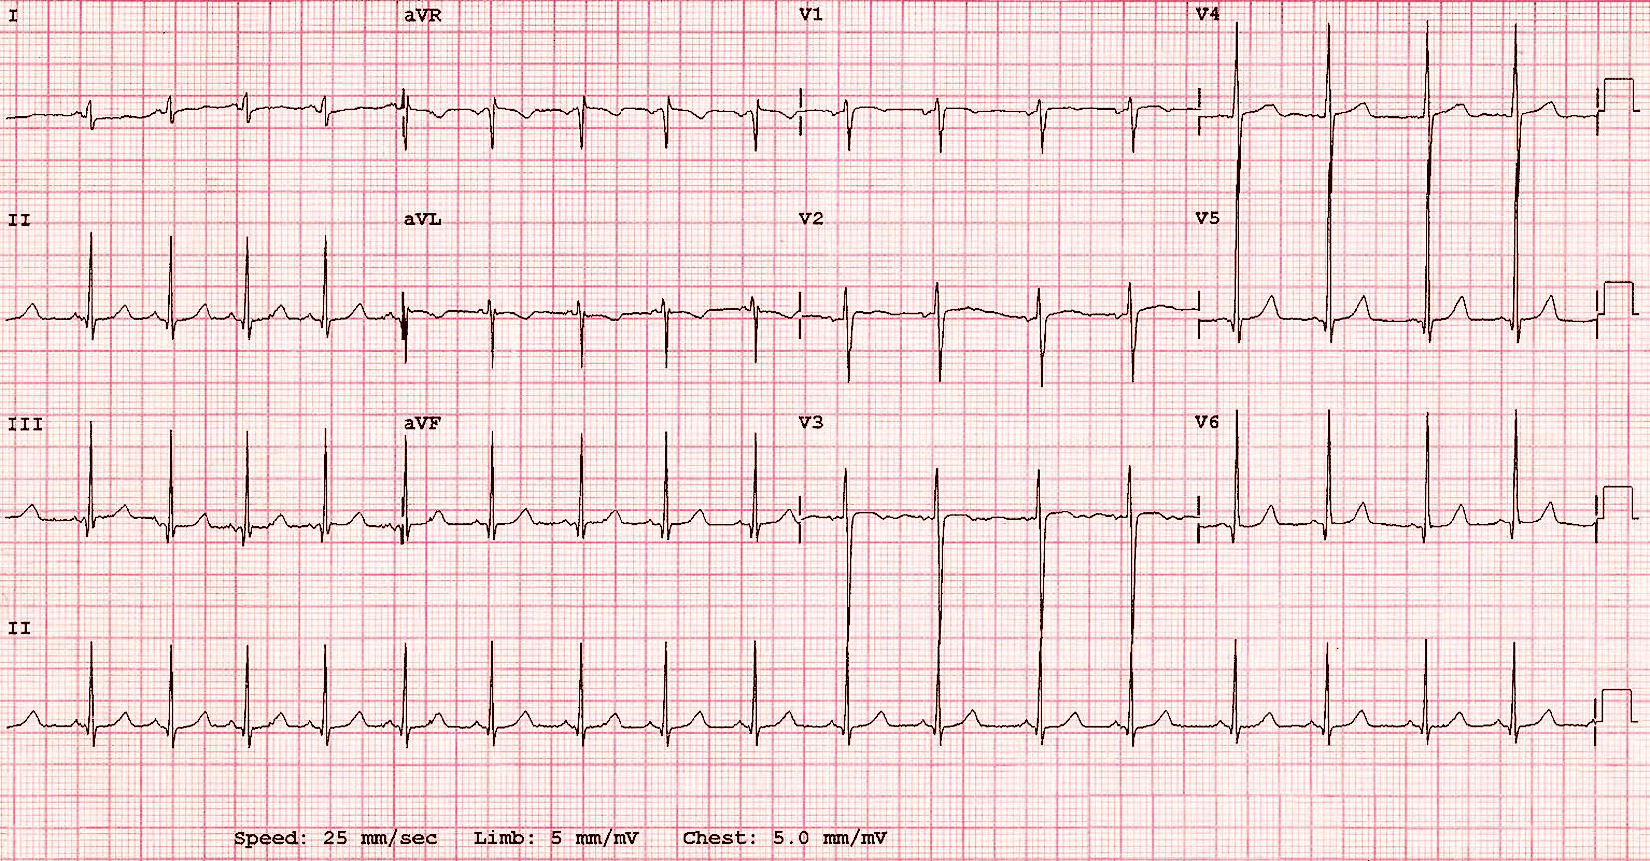 I aVR V1 V4
II aVL V2 V5
III aVF V3 V6
II
Speed: 25 mm/sec Limb: 5 mm/mV Chest: 5.0 mm/mV